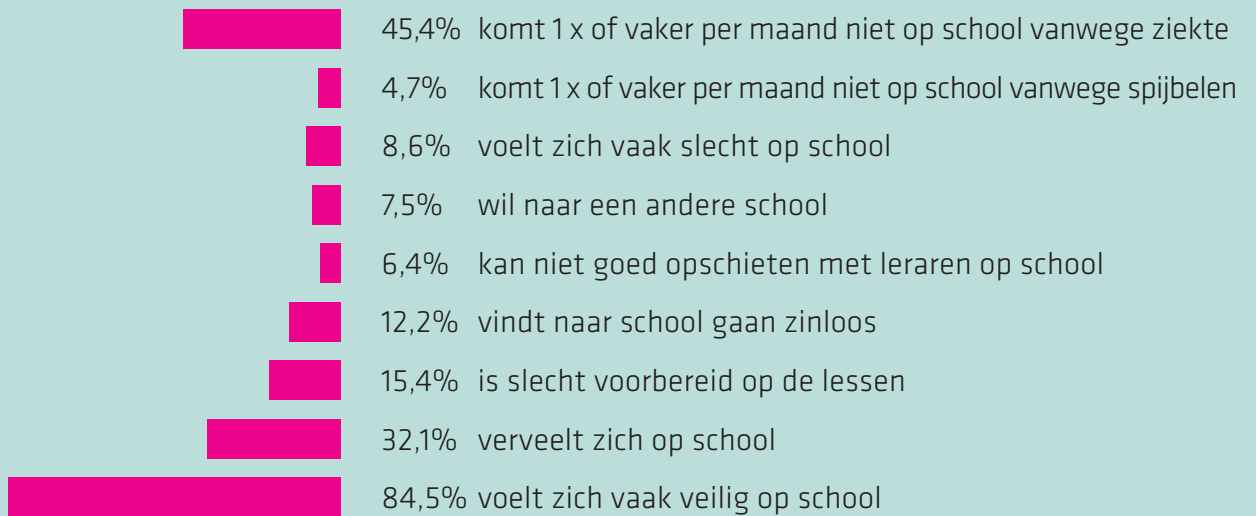 45,4% komt 1 x of vaker per maand niet op school vanwege ziekte
4,7% komt 1 x of vaker per maand niet op school vanwege spijbelen
8,6% voelt zich vaak slecht op school
7,5% wil naar een andere school
6,4% kan niet goed opschieten met leraren op school
12,2% vindt naar school gaan zinloos
15,4% is slecht voorbereid op de lessen
32,1% verveelt zich op school
84,5% voelt zich vaak veilig op school